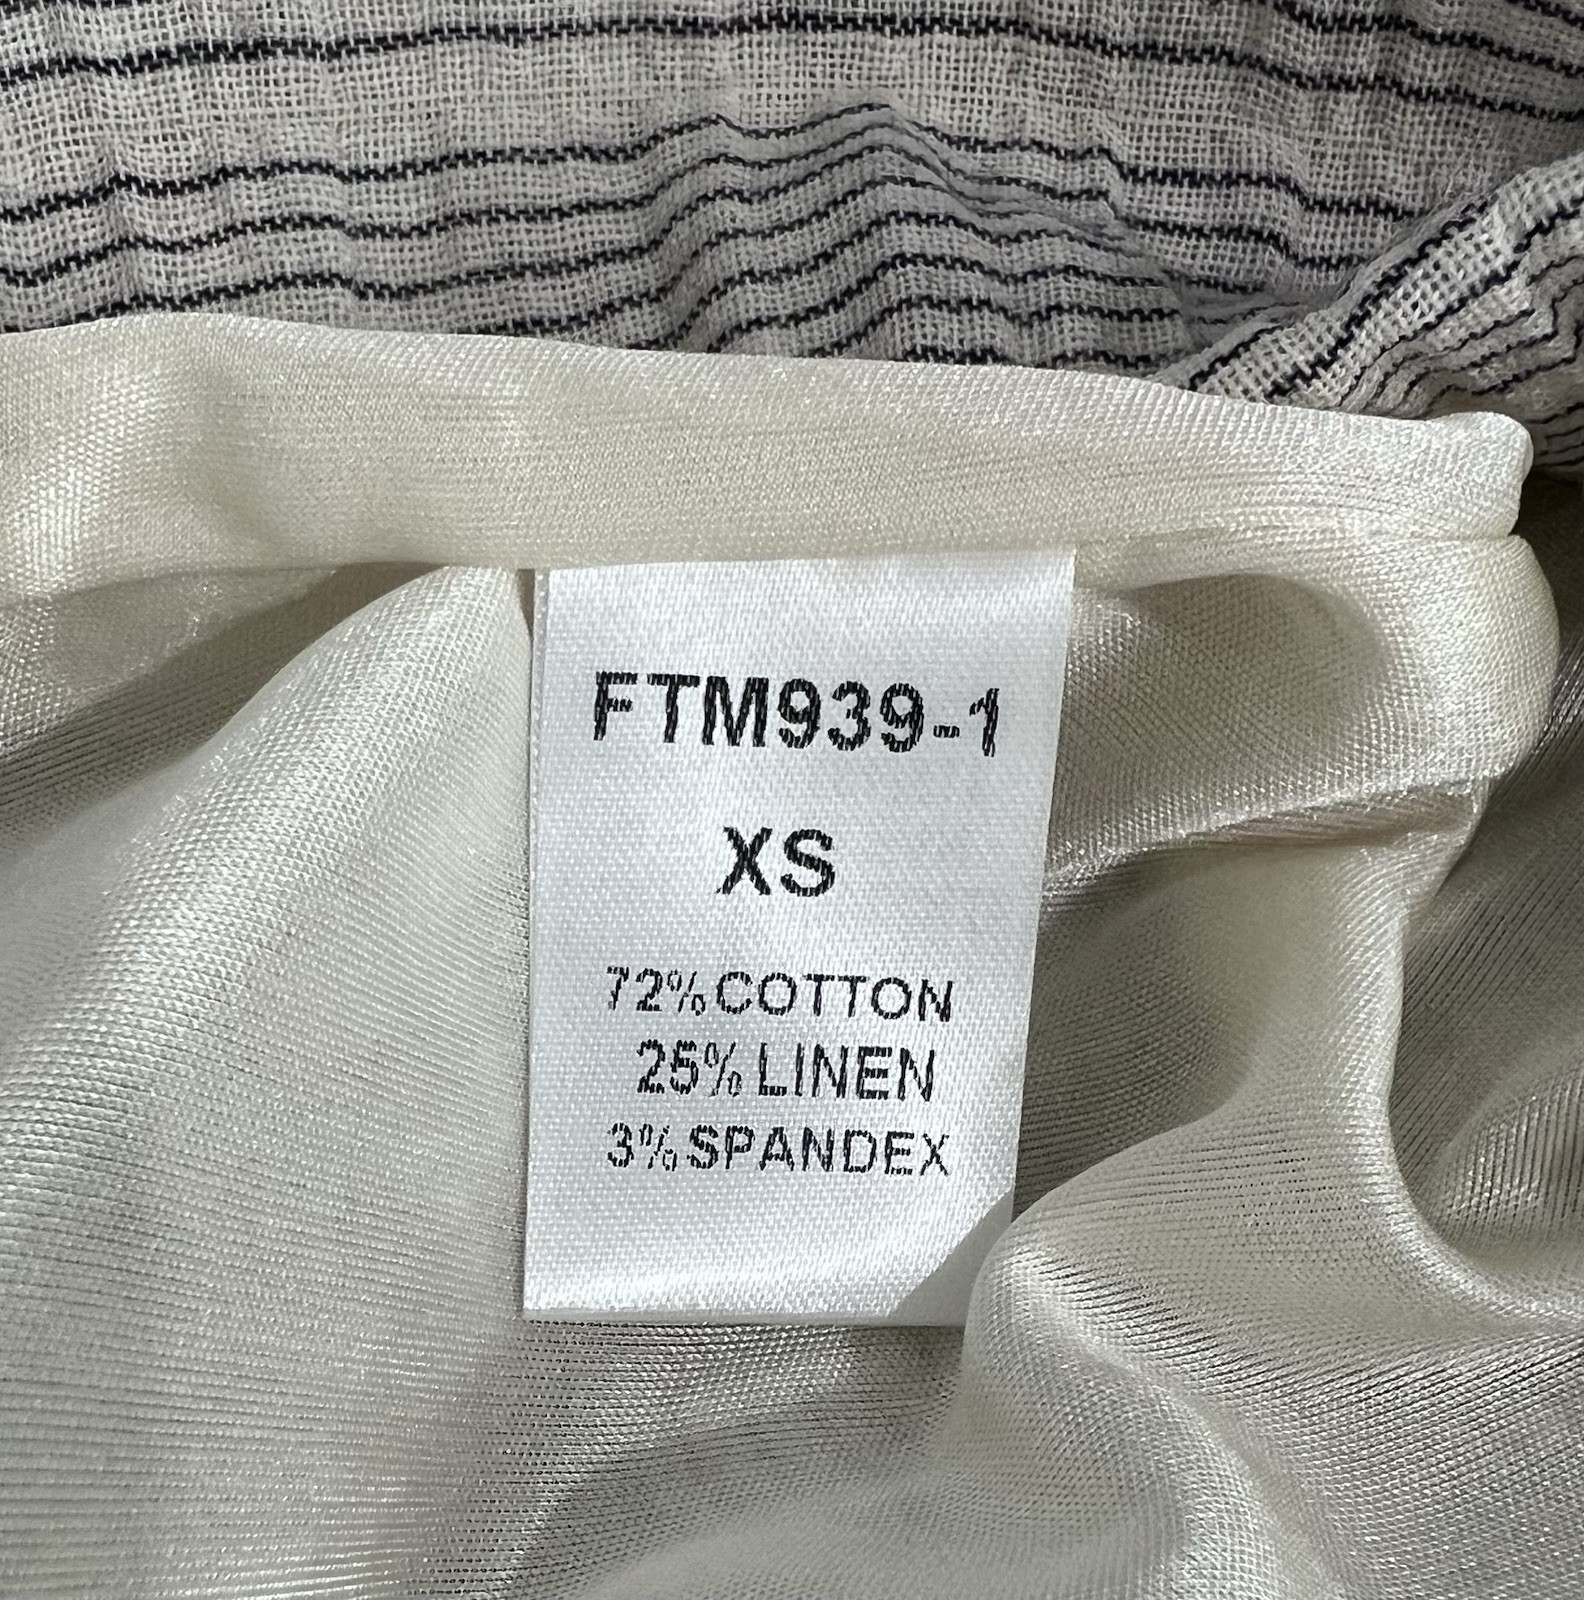 FTM939-1
XS
72%COTTON
25%LINEN
3%SPANDEX